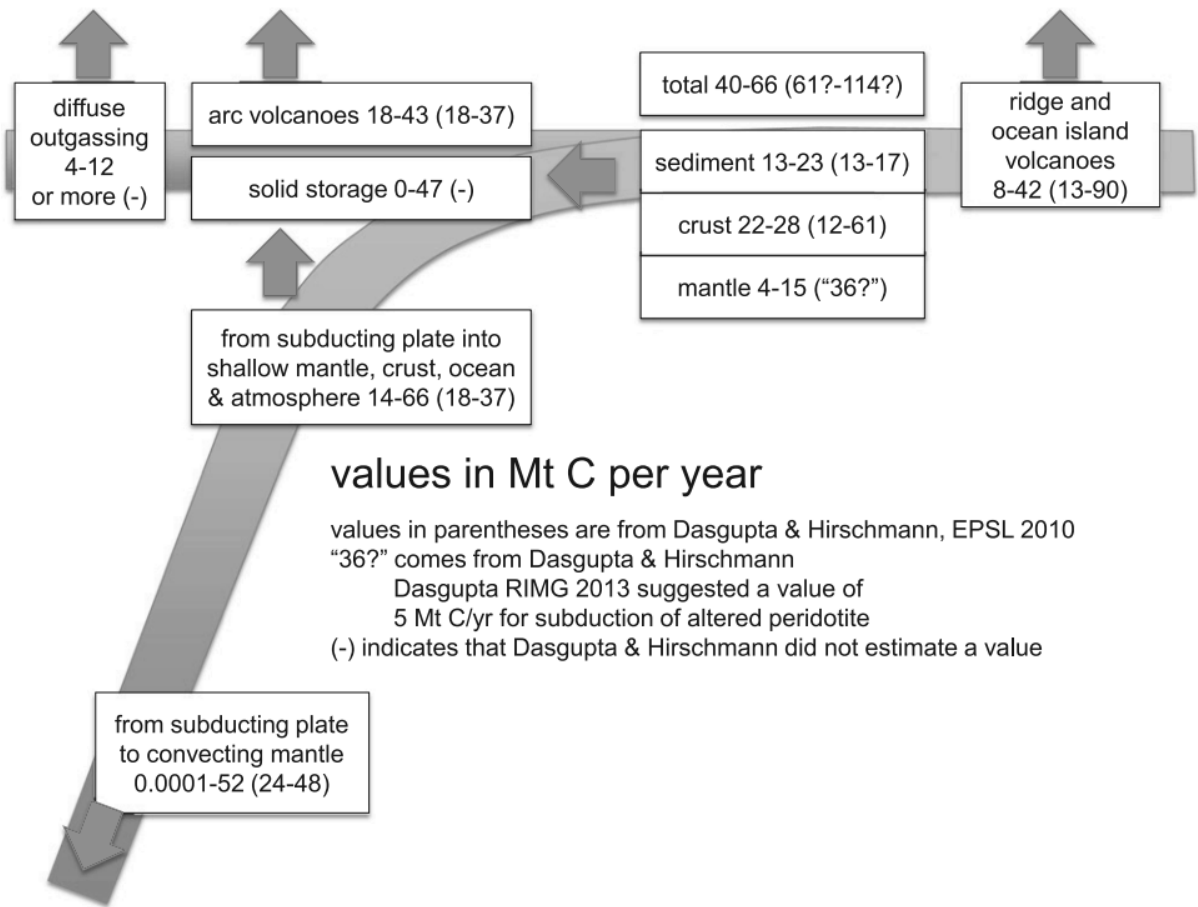 diffuse
outgassing
4-12
or more (-)
arc volcanoes 18-43 (18-37)
solid storage 0-47 (-)
total 40-66 (61?-114?)
sediment 13-23 (13-17)
crust 22-28 (12-61)
mantle 4-15 (“36?”)
ridge and
ocean island
volcanoes
8-42 (13-90)
from subducting plate into
shallow mantle, crust, ocean
& atmosphere 14-66 (18-37)
values in Mt C per year
values in parentheses are from Dasgupta & Hirschmann, EPSL 2010
“36?” comes from Dasgupta & Hirschmann
Dasgupta RIMG 2013 suggested a value of
5 Mt C/yr for subduction of altered peridotite
(-) indicates that Dasgupta & Hirschmann did not estimate a value
from subducting plate
to convecting mantle
0.0001-52 (24-48)